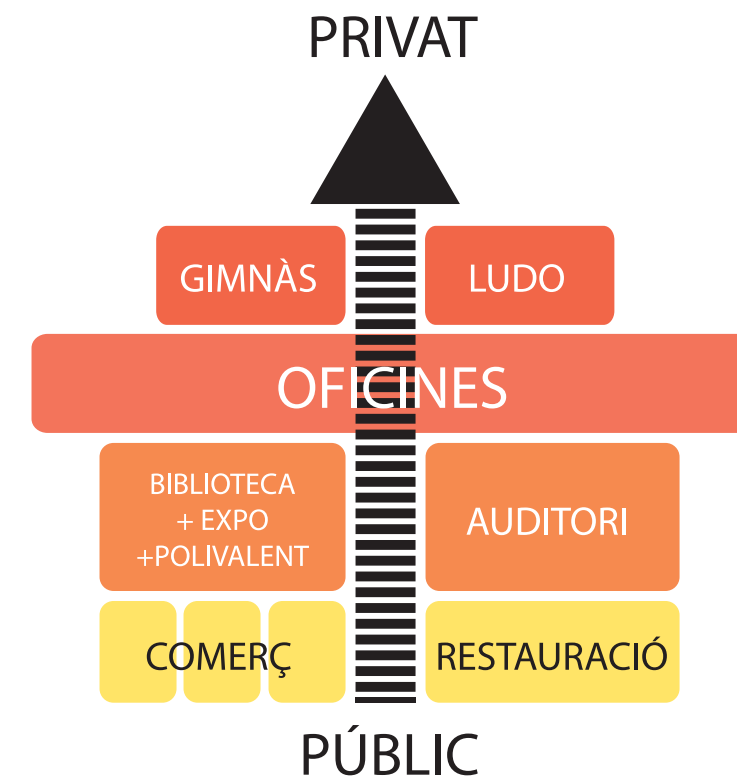 PRIVAT
GIMNÀS
LUDO
OFICINES
BIBLIOTECA
+ EXPO
+POLIVALENT
AUDITORI
COMERÇ
RESTAURACIÓ
PÚBLIC